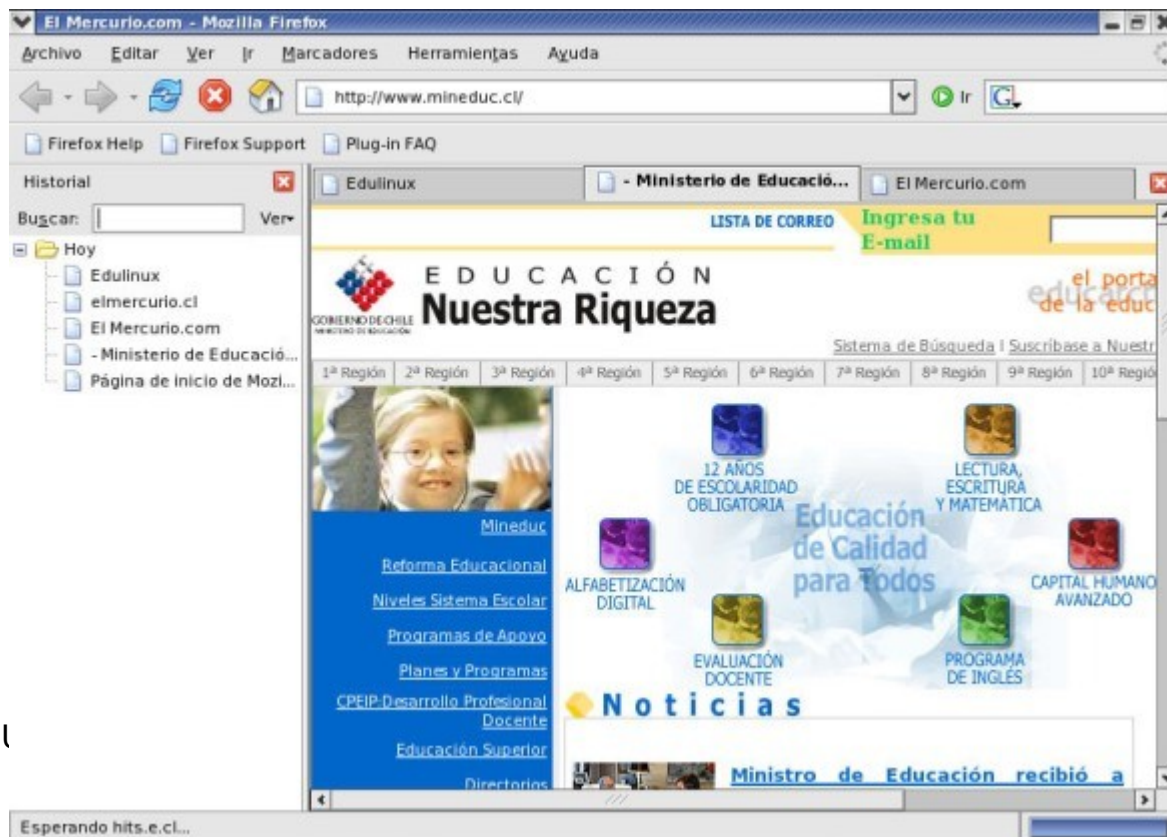 El Mercurio.com - Mozilla Firefox
Archivo Editar Ver Ir Marcadores Herramientas Ayuda
http://www.mineduc.cl/ Ir G
Firefox Help Firefox Support Plug-in FAQ
Historial
Buscar: Ver
Hoy
Edulinux
elmercurio.cl
El Mercurio.com
- Ministerio de Educació...
Página de inicio de Mozi...
Edulinux - Ministerio de Educació... El Mercurio.com
LISTA DE CORREO Ingresa tu
E-mail
EDUCACIÓN
Nuestra Riqueza
GOBIERNO DE CHILE
MINISTERIO DE EDUCACIÓN
el porta
de la educ
Sistema de Búsqueda | Suscríbase a Nuestr
1ª Región 2ª Región 3ª Región 4ª Región 5ª Región 6ª Región 7ª Región 8ª Región 9ª Región 10ª Regió
Mineduc
Reforma Educacional
Niveles Sistema Escolar
Programas de Apoyo
Planes y Programas
CPEIP-Desarrollo Profesional
Docente
Educación Superior
Directorios
12 AÑOS
DE ESCOLARIDAD
OBLIGATORIA
LECTURA,
ESCRITURA
Y MATEMÁTICA
Educación
de Calidad
para Todos
ALFABETIZACIÓN
DIGITAL
CAPITAL HUMANO
AVANZADO
EVALUACIÓN
DOCENTE
PROGRAMA
DE INGLÉS
Noticias
Ministro de Educación recibió a
Esperando hits.e.cl...